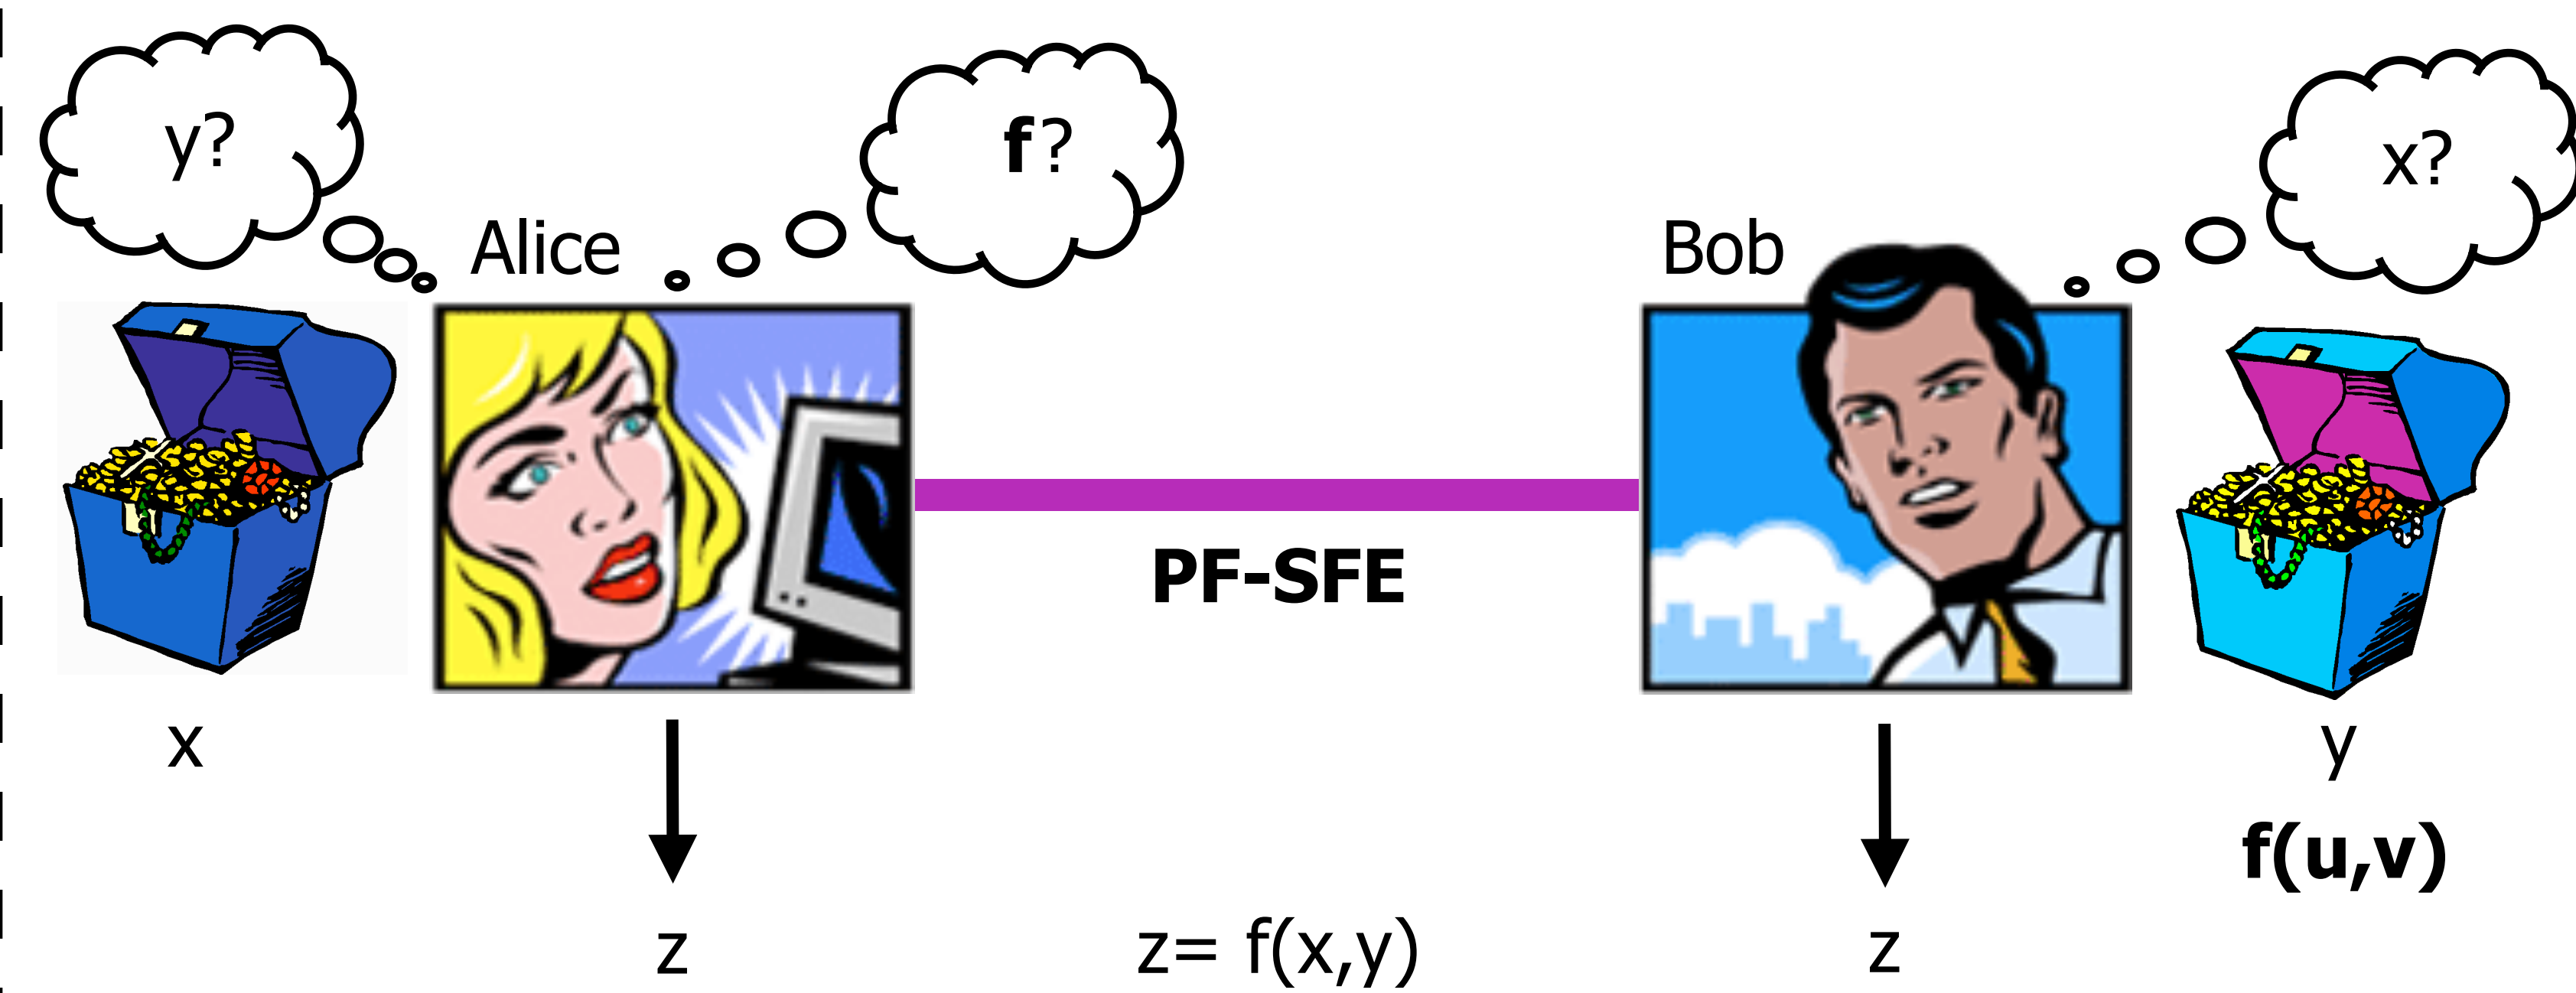 y?
f?
x?
Alice
Bob
PF-SFE
x
y
f(u,v)
z
z= f(x,y)
z